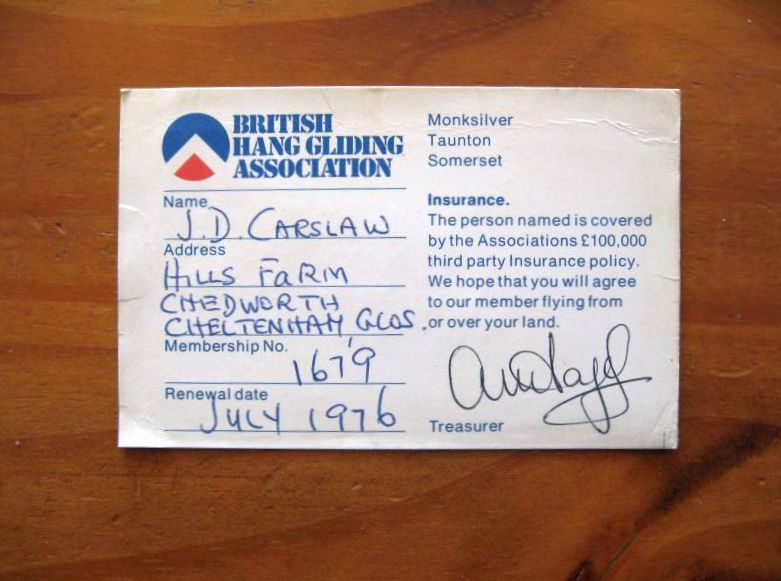 BRITISH
HANG GLIDING
ASSOCIATION
Name
J.D. CARSLAW
Address
HILLS FARM
CHEDWORTH
CHELTENHAM, GLOS.
Membership No.
1679
Renewal date
JULY 1976
Monksilver
Taunton
Somerset
Insurance.
The person named is covered
by the Associations £100,000
third party Insurance policy.
We hope that you will agree
to our member flying from
or over your land.
Treasurer